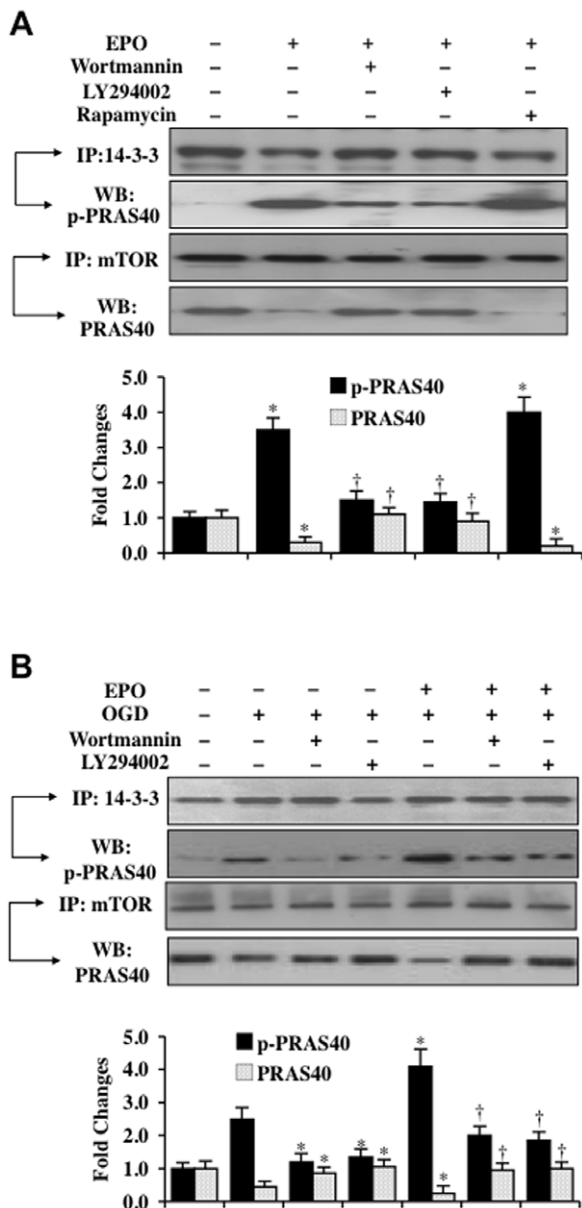 A
EPO – + + + +
Wortmannin +
LY294002 +
Rapamycin +
IP:14-3-3
WB:
p-PRAS40
IP: mTOR
WB:
PRAS40
5.0
4.0
3.0
2.0
1.0
0.0
Fold Changes
p-PRAS40
PRAS40
* * † † † † * *
B
EPO – – – – + + +
OGD – + + + + + +
Wortmannin – – + – – + –
LY294002 – – – + – – +
IP: 14-3-3
WB:
p-PRAS40
IP: mTOR
WB:
PRAS40
5.0
4.0
3.0
2.0
1.0
0.0
Fold Changes
p-PRAS40
PRAS40
* * * * * * † † † †